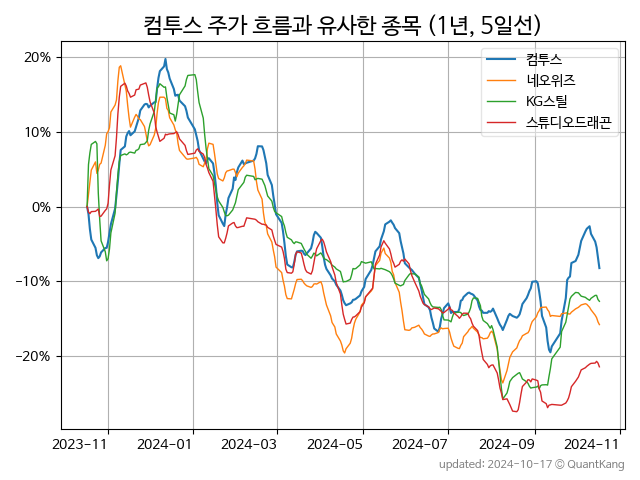 컴투스 주가 흐름과 유사한 종목 (1년, 5일선)
컴투스
네오위즈
KG스틸
스튜디오드래곤
20%
10%
0%
−10%
−20%
2023-11 2024-01 2024-03 2024-05 2024-07 2024-09 2024-11
updated: 2024-10-17 © QuantKang